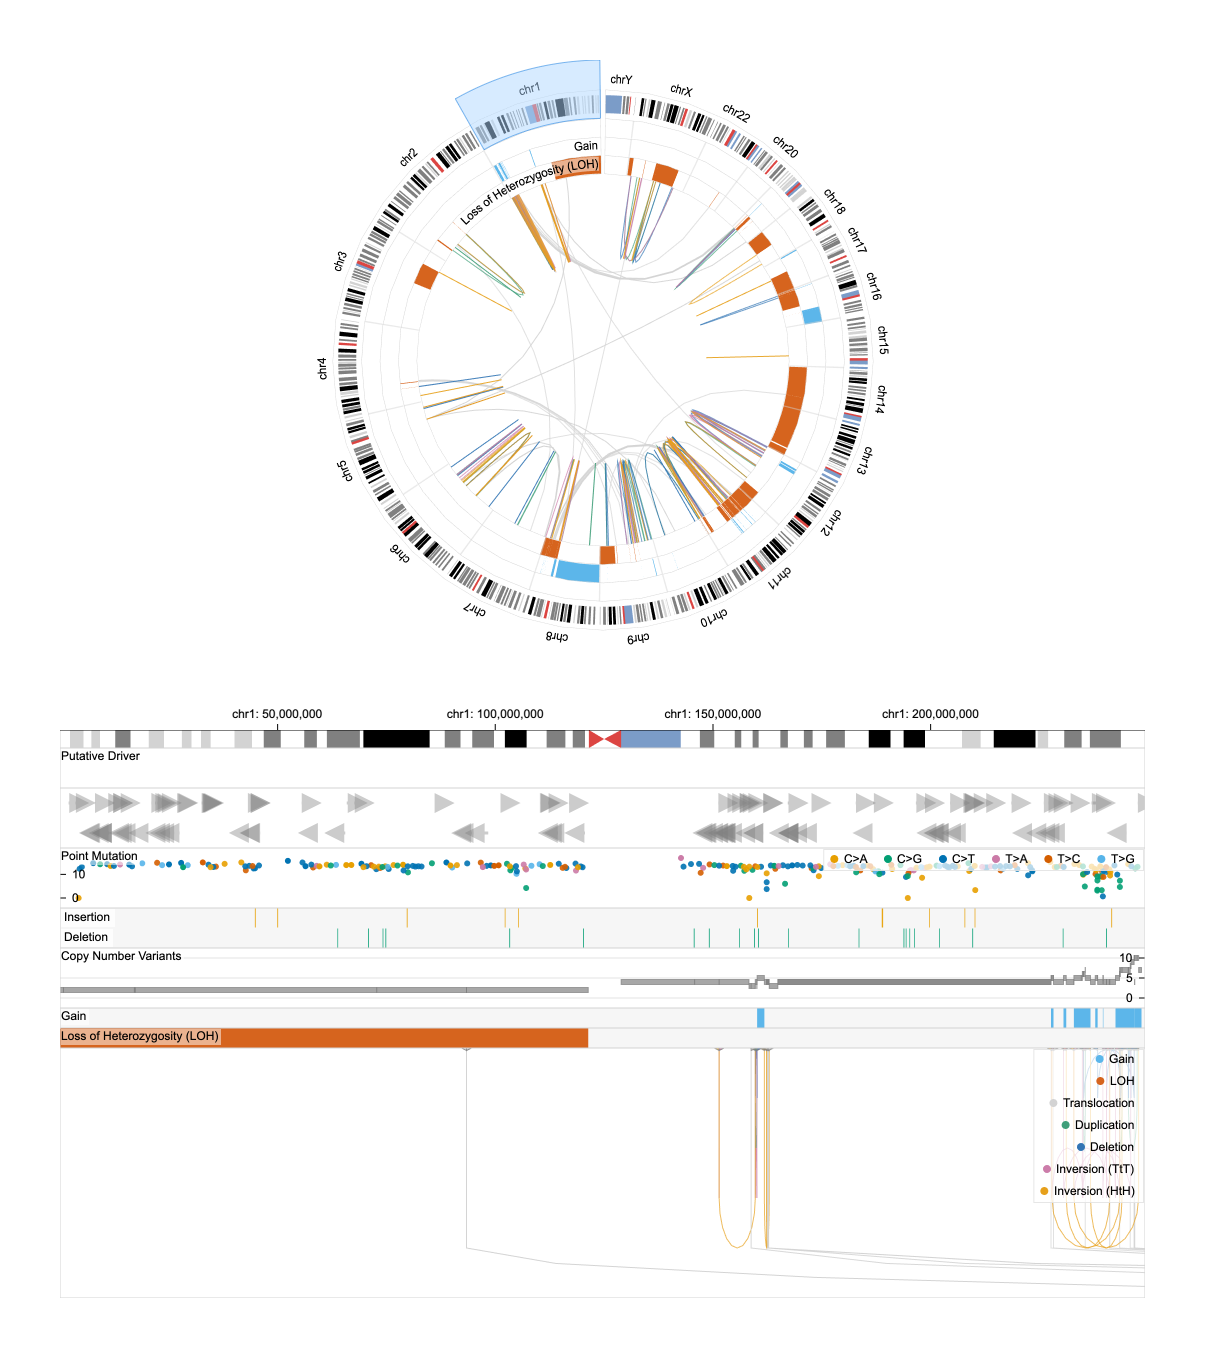 chr1
chrY
chrX
chr22
chr20
chr18
chr17
chr16
chr15
chr14
chr13
chr12
chr11
chr10
chr9
chr8
chr7
chr6
chr5
chr4
chr3
chr2
Gain
Loss of Heterozygosity (LOH)
chr1: 50,000,000 chr1: 100,000,000 chr1: 150,000,000 chr1: 200,000,000
Putative Driver
Point Mutation
C>A C>G C>T T>A T>C T>G
10
0
Insertion
Deletion
Copy Number Variants
10
5
0
Gain
Loss of Heterozygosity (LOH)
Gain
LOH
Translocation
Duplication
Deletion
Inversion (TtT)
Inversion (HtH)